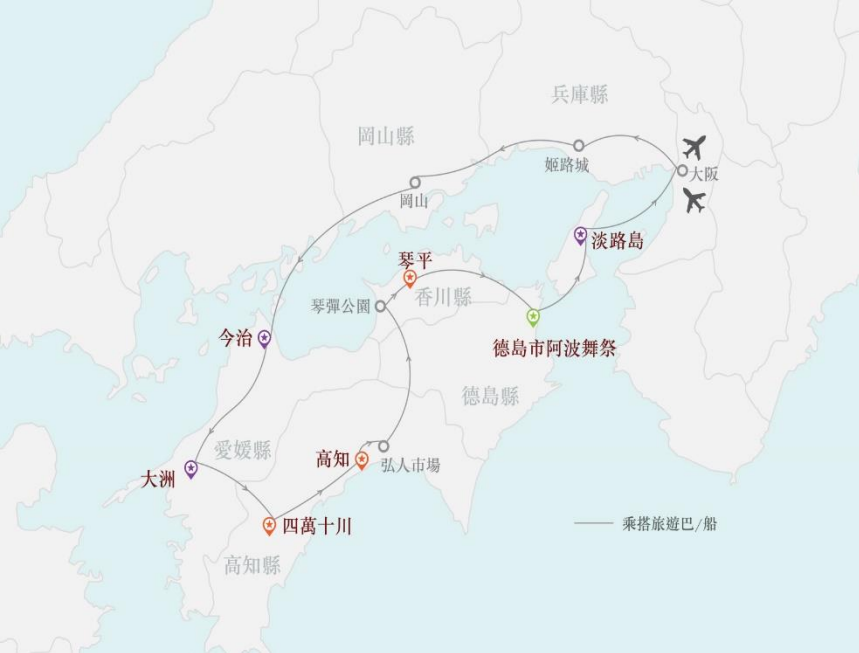 兵庫縣
岡山縣
姬路城
大阪
岡山
淡路島
琴平
香川縣
琴彈公園
今治
德島市阿波舞祭
德島縣
愛媛縣
高知
弘人市場
大洲
四萬十川
乘搭旅遊巴/船
高知縣